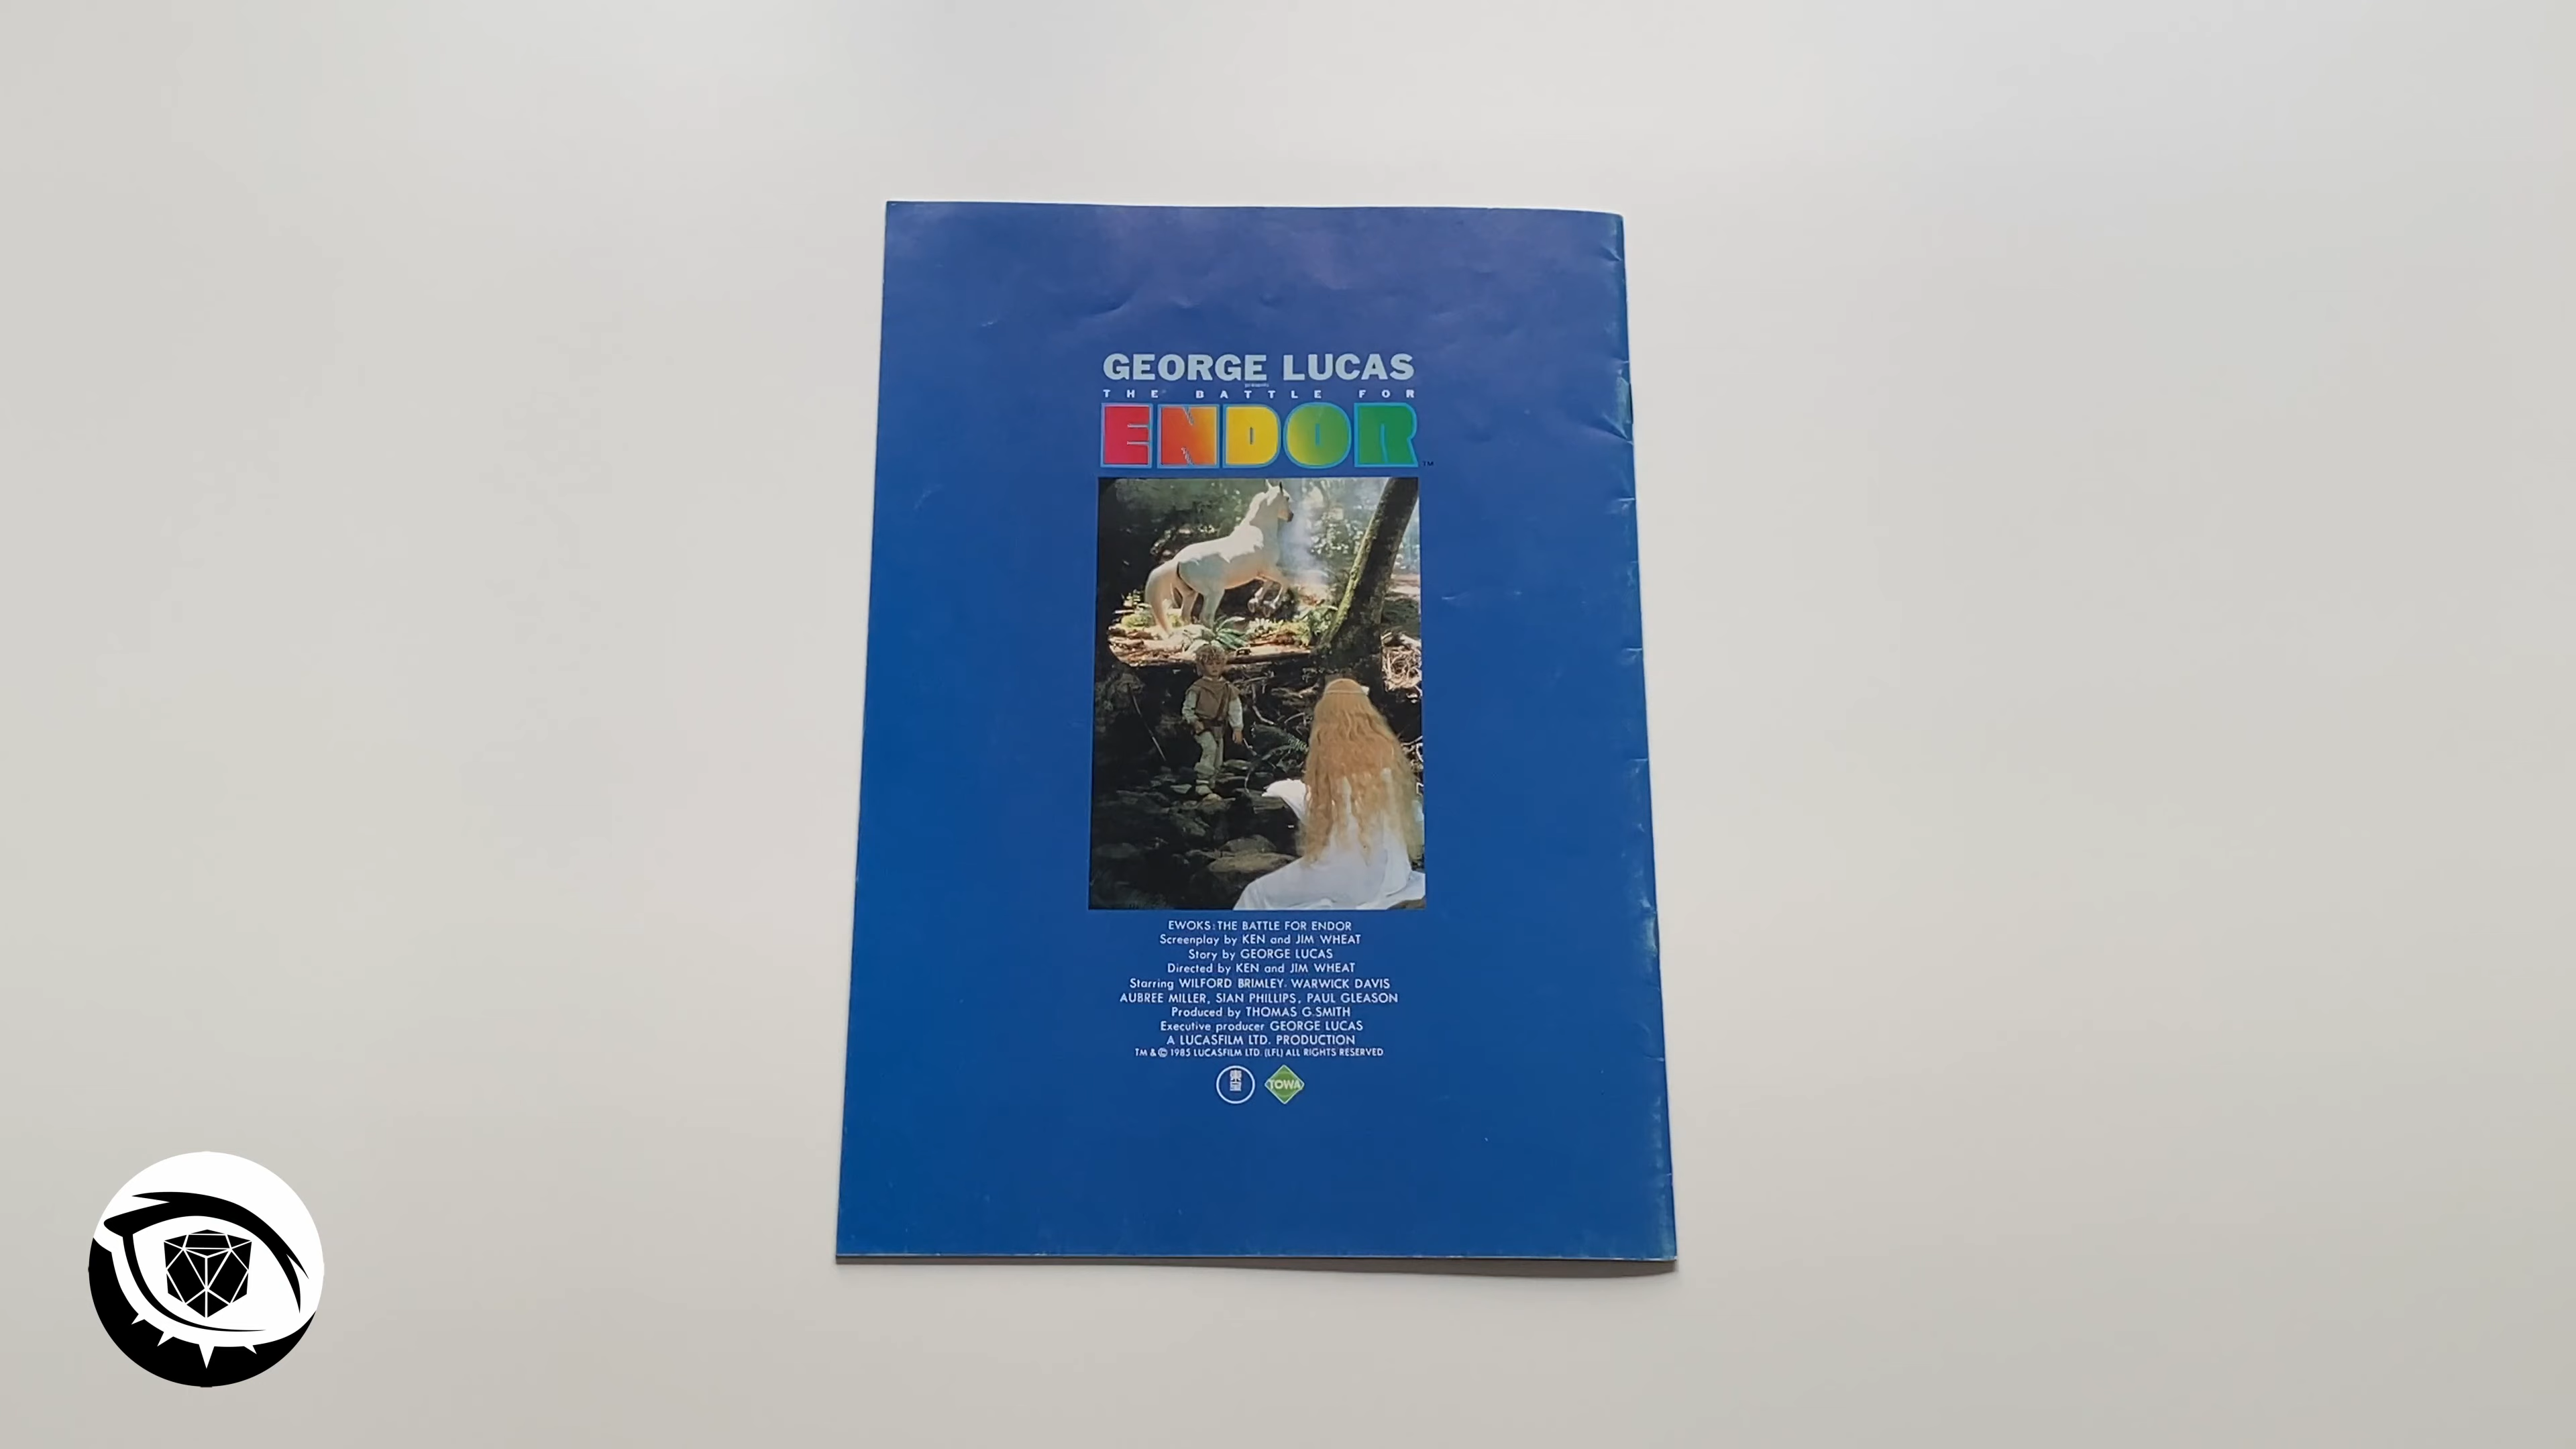 GEORGE LUCAS
presents
THE BATTLE FOR
ENDOR™
EWOKS:THE BATTLE FOR ENDOR
Screenplay by KEN and JIM WHEAT
Story by GEORGE LUCAS
Directed by KEN and JIM WHEAT
Starring WILFORD BRIMLEY. WARWICK DAVIS
AUBREE MILLER, SIAN PHILLIPS, PAUL GLEASON
Produced by THOMAS G.SMITH
Executive producer GEORGE LUCAS
A LUCASFILM LTD. PRODUCTION
TM & © 1985 LUCASFILM LTD. (LFL) ALL RIGHTS RESERVED
東宝 TOWA